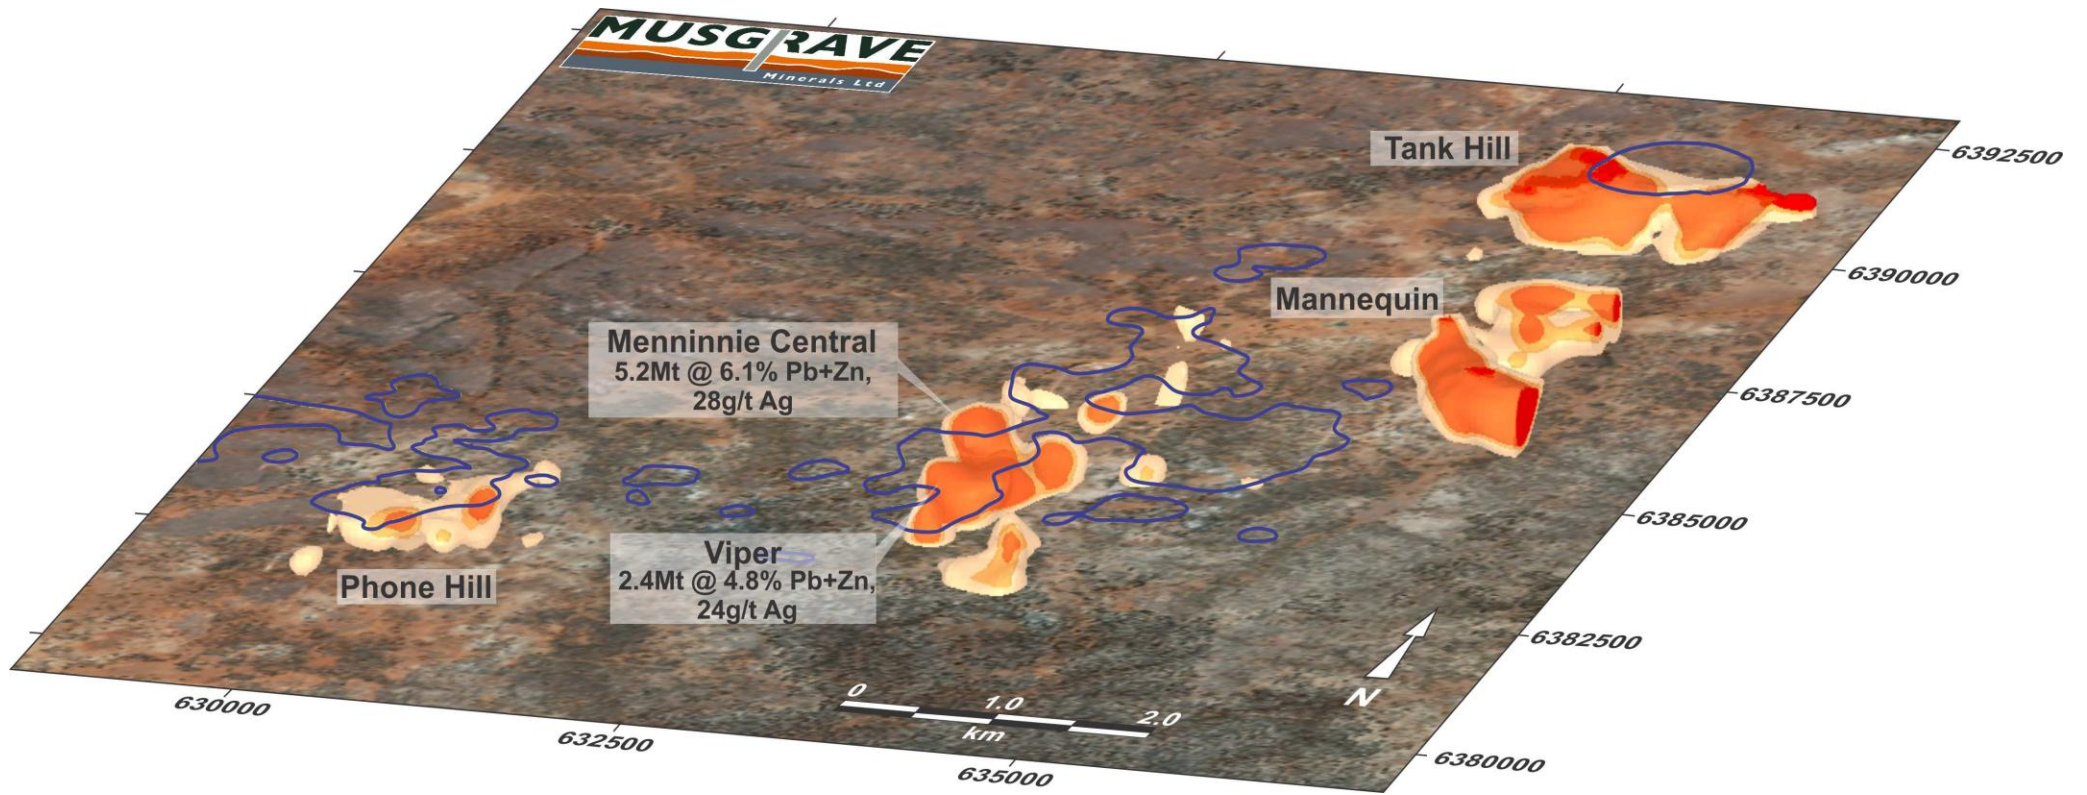 MUSGRAVE
Minerals Ltd
Tank Hill
6392500
6390000
Mannequin
Menninnie Central
5.2Mt @ 6.1% Pb+Zn,
28g/t Ag
6387500
6385000
Viper
2.4Mt @ 4.8% Pb+Zn,
24g/t Ag
Phone Hill
6382500
N
0 1.0 2.0
km
630000
632500
635000
6380000